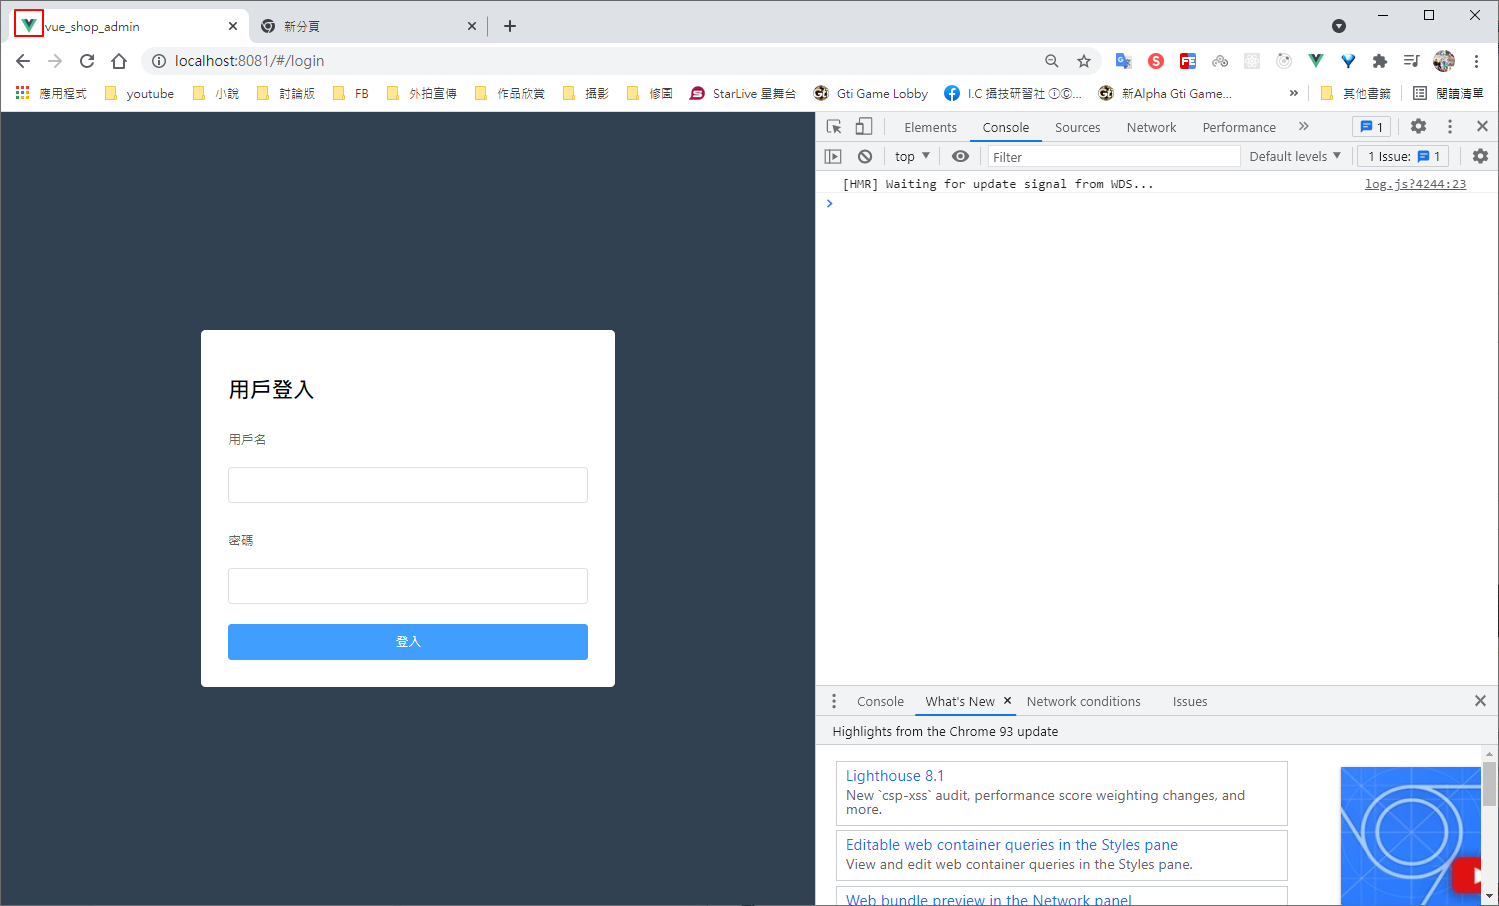 vue_shop_admin
新分頁
localhost:8081/#/login
應用程式 youtube 小說 討論版 FB 外拍宣傳 作品欣賞 攝影 修圖 StarLive 星舞台 Gti Game Lobby I.C 攝技研習社 ①Ⓒ... 新Alpha Gti Game... » 其他書籤 閱讀清單
Elements Console Sources Network Performance » 1
top Filter Default levels 1 Issue: 1
[HMR] Waiting for update signal from WDS... log.js?4244:23
用戶登入
用戶名
密碼
登入
Console What's New Network conditions Issues
Highlights from the Chrome 93 update
Lighthouse 8.1
New `csp-xss` audit, performance score weighting changes, and
more.
Editable web container queries in the Styles pane
View and edit web container queries in the Styles pane.
Web bundle preview in the Network panel